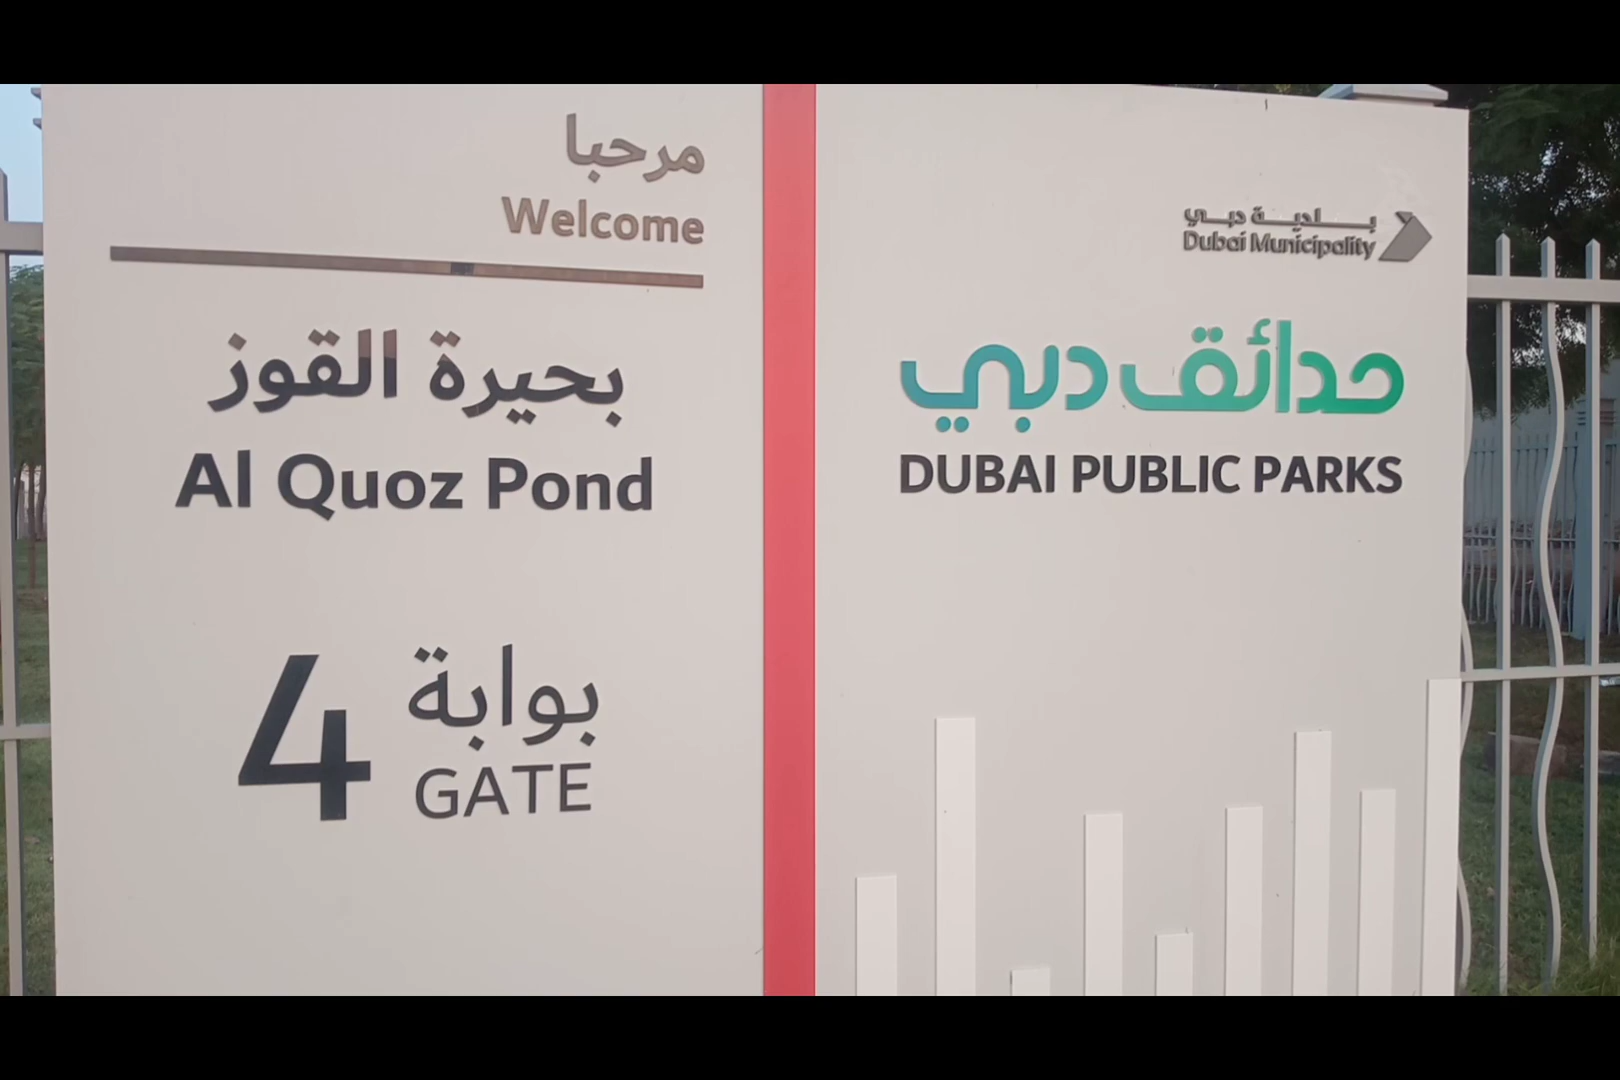 مرحبا
Welcome
بحيرة القوز
Al Quoz Pond
4
بوابة
GATE
بلدية دبي
Dubai Municipality
حدائق دبي
DUBAI PUBLIC PARKS